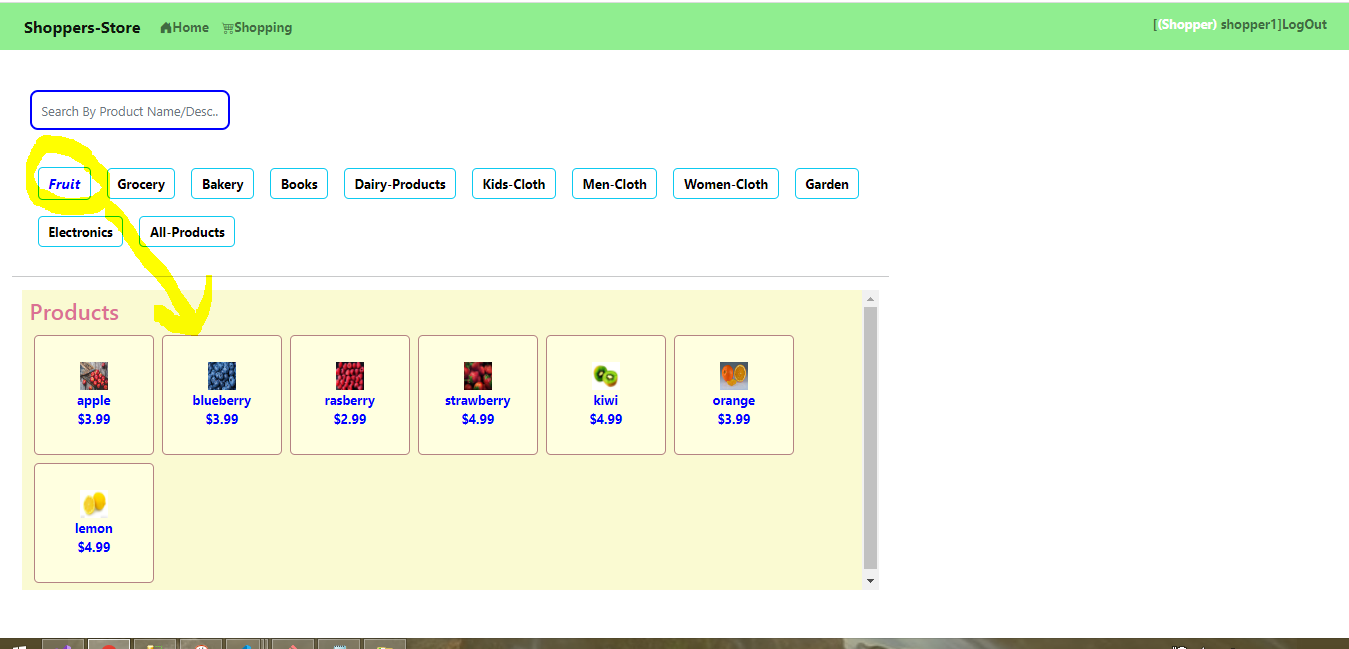 Shoppers-Store Home Shopping [(Shopper) shopper1]LogOut
Search By Product Name/Desc..
Fruit Grocery Bakery Books Dairy-Products Kids-Cloth Men-Cloth Women-Cloth Garden
Electronics All-Products
Products
apple blueberry rasberry strawberry kiwi orange
$3.99 $3.99 $2.99 $4.99 $4.99 $3.99
lemon
$4.99